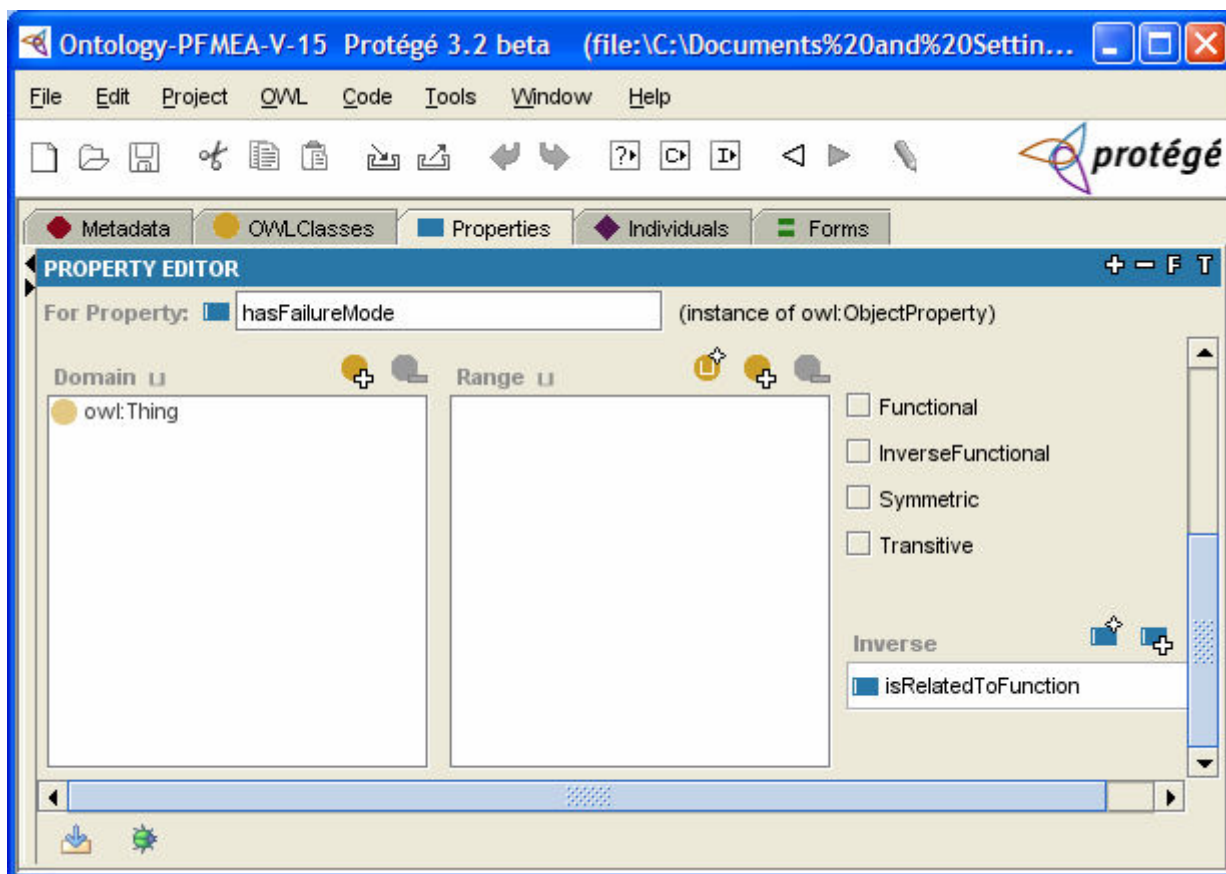 Ontology-PFMEA-V-15 Protégé 3.2 beta (file:\C:\Documents%20and%20Settin...
File Edit Project OWL Code Tools Window Help
protégé
Metadata OWLClasses Properties Individuals Forms
PROPERTY EDITOR F T
For Property: hasFailureMode (instance of owl:ObjectProperty)
Domain ⊔ Range ⊔
owl:Thing
Functional
InverseFunctional
Symmetric
Transitive
Inverse
isRelatedToFunction